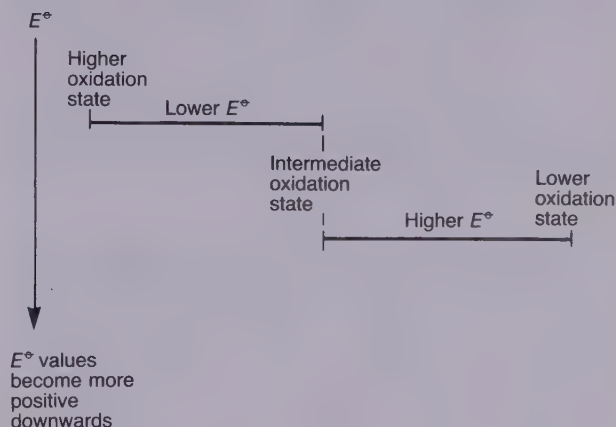 E⦵
Higher
oxidation
state
Lower E⦵
Intermediate
oxidation
state
Lower
oxidation
state
Higher E⦵
E⦵ values
become more
positive
downwards